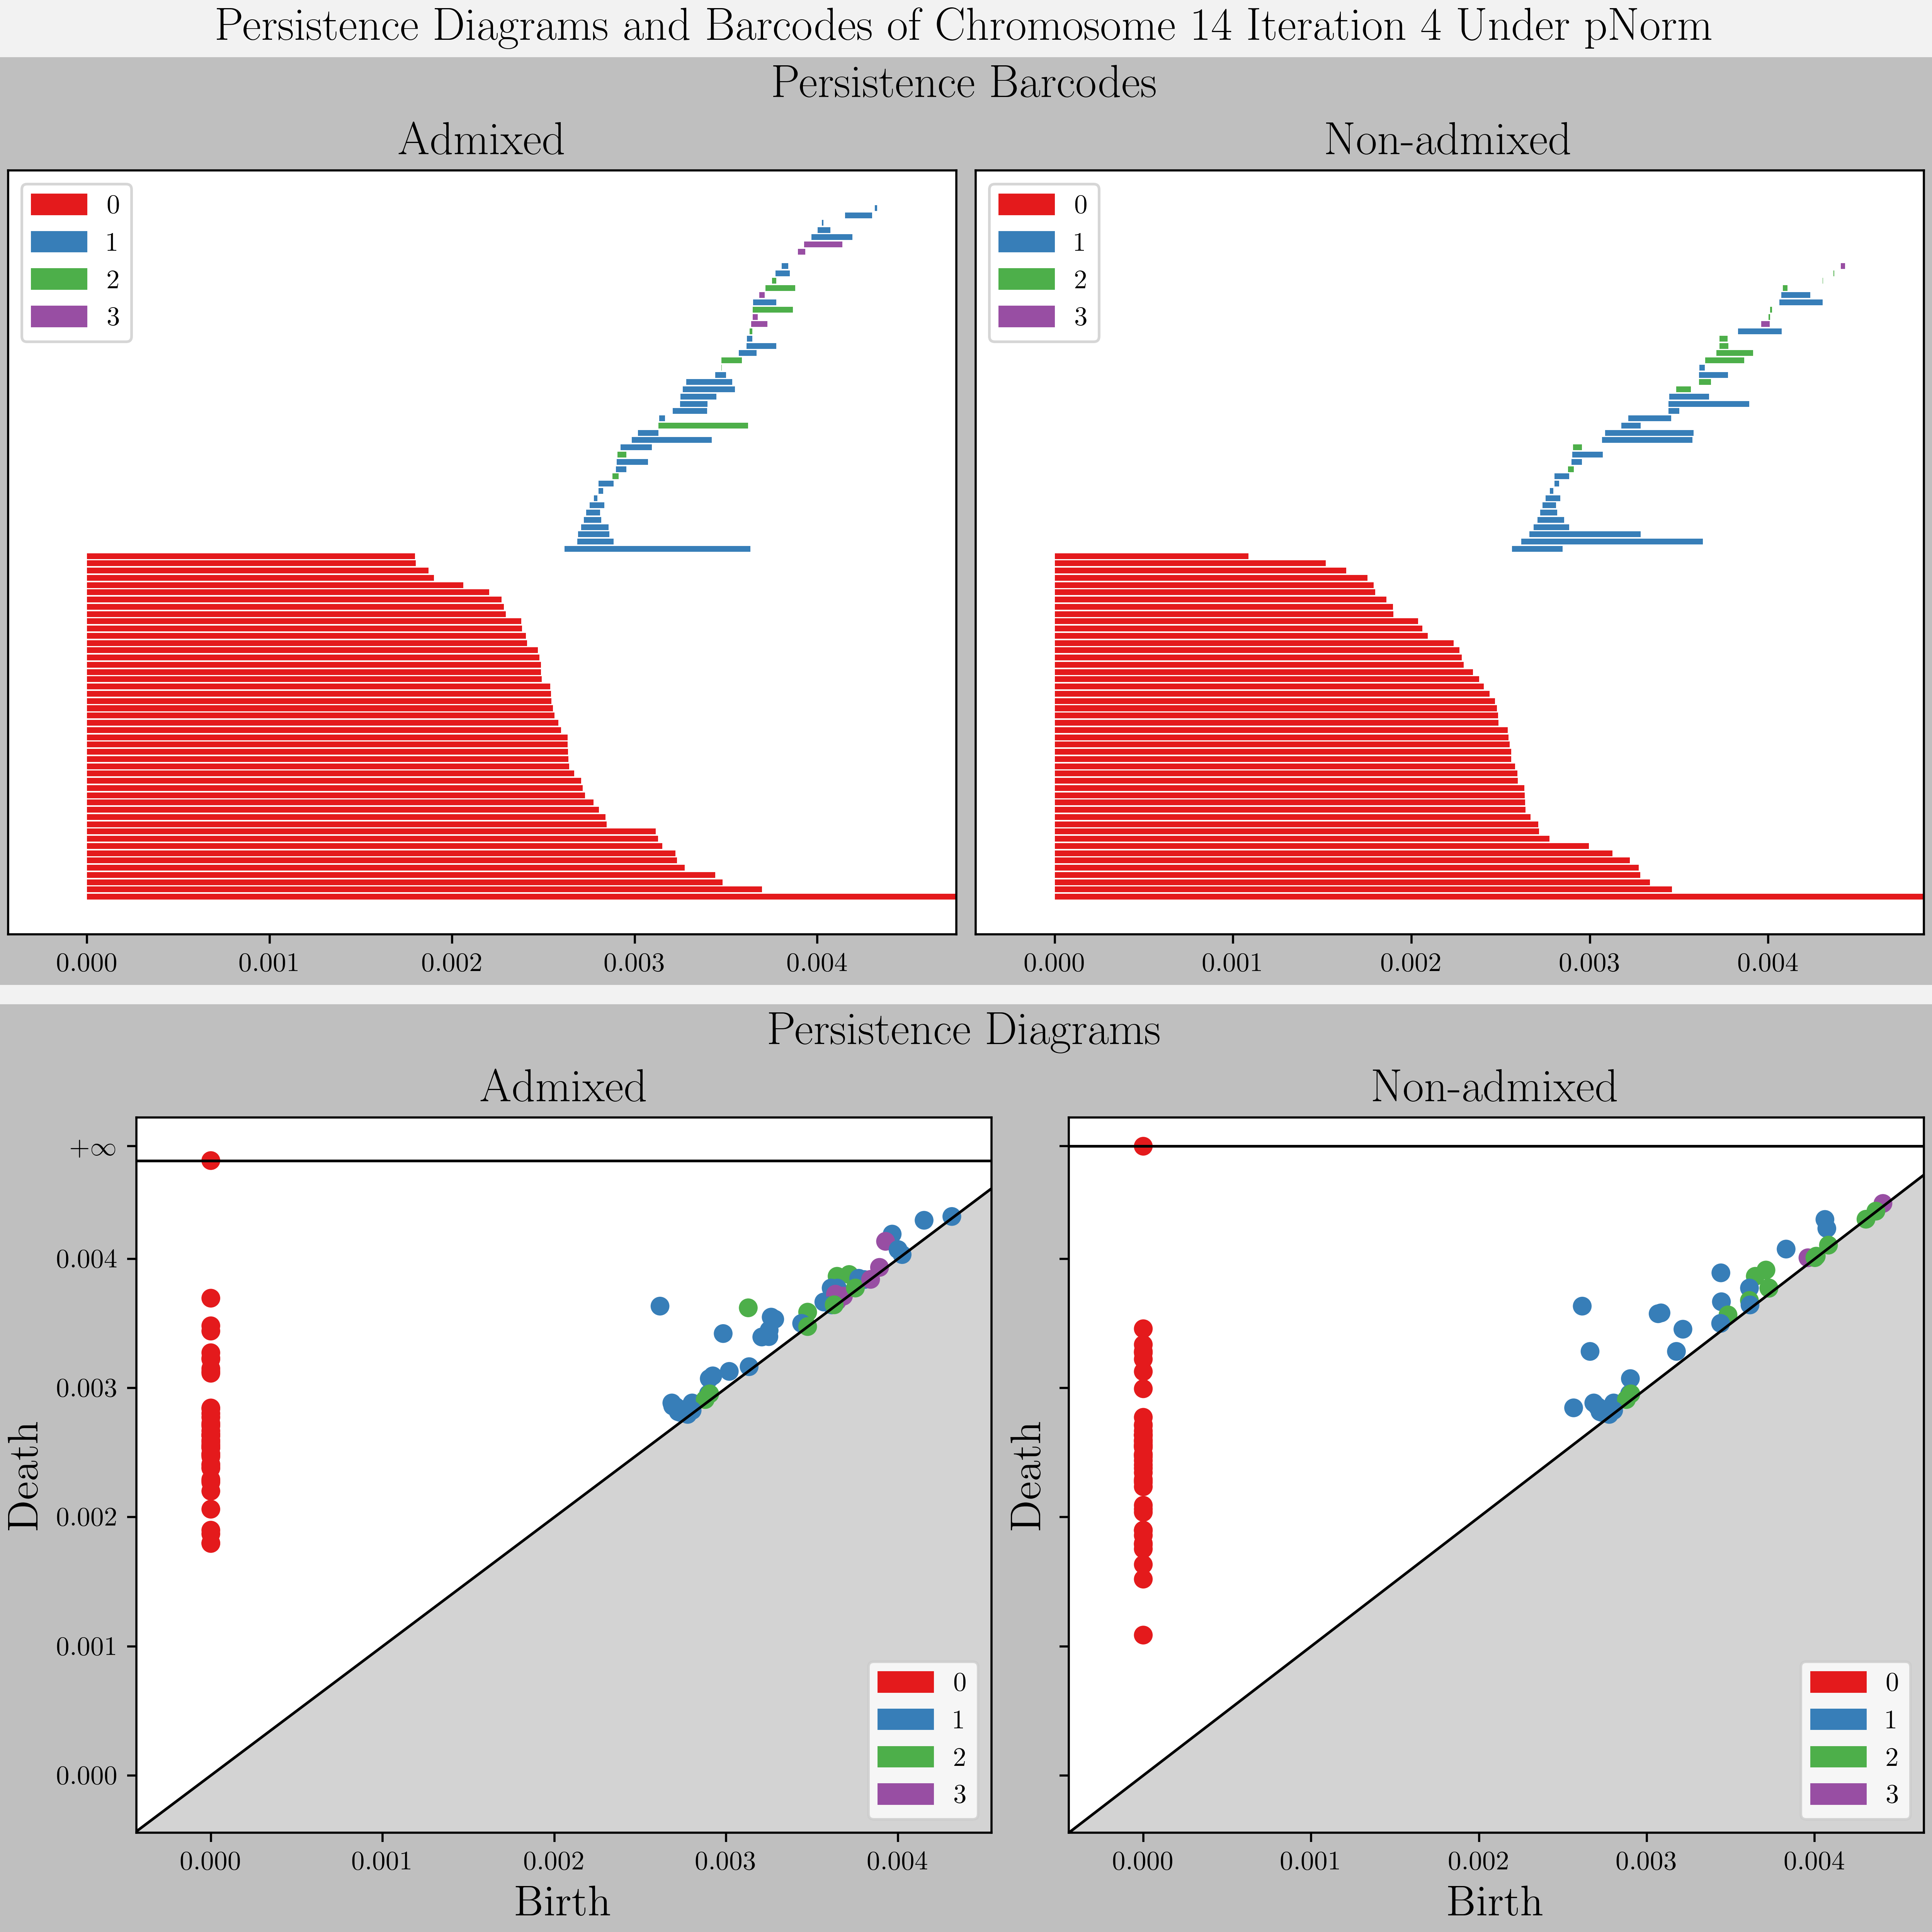 Persistence Diagrams and Barcodes of Chromosome 14 Iteration 4 Under pNorm
Persistence Barcodes
Admixed
0
1
2
3
0.000 0.001 0.002 0.003 0.004
Non-admixed
0
1
2
3
0.000 0.001 0.002 0.003 0.004
Persistence Diagrams
Admixed
+∞
0.004
0.003
0.002
0.001
0.000
Death
0
1
2
3
0.000 0.001 0.002 0.003 0.004
Birth
Non-admixed
Death
0
1
2
3
0.000 0.001 0.002 0.003 0.004
Birth